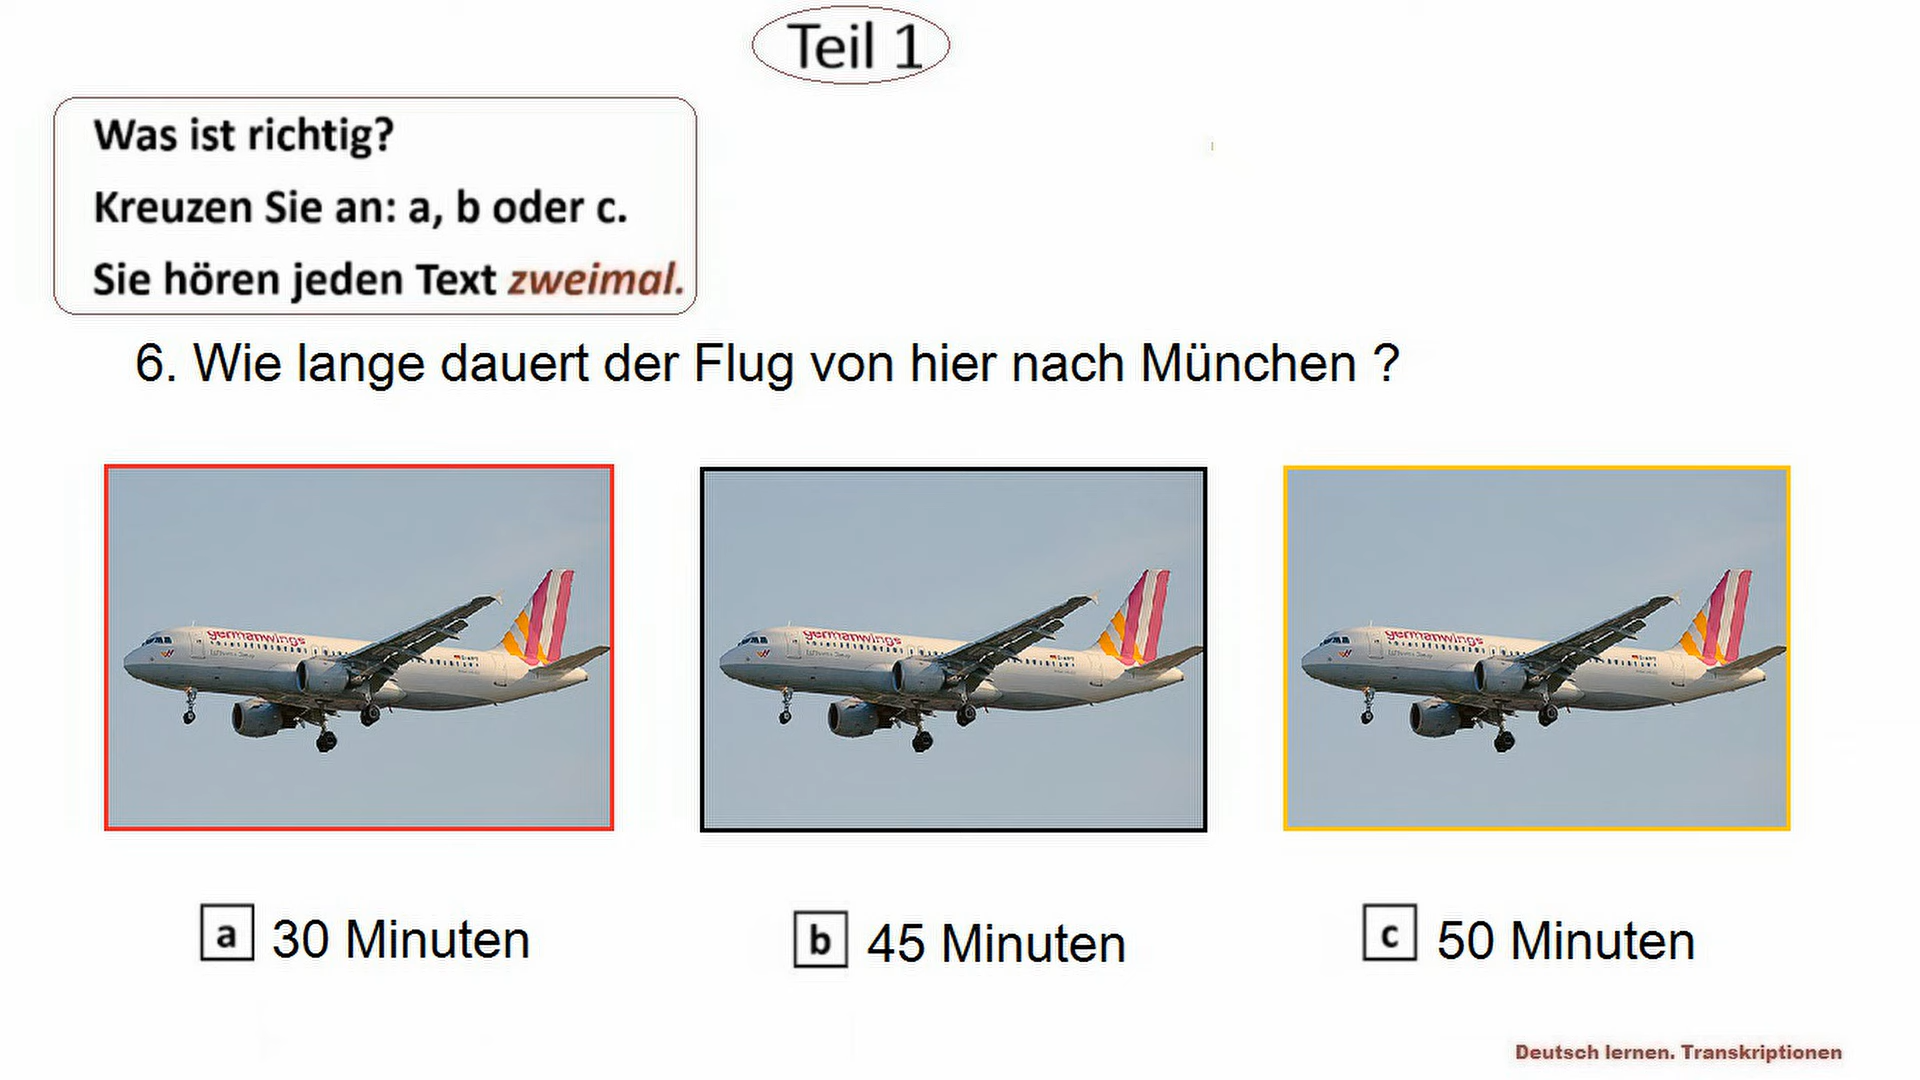 Teil 1
Was ist richtig?
Kreuzen Sie an: a, b oder c.
Sie hören jeden Text zweimal.
6. Wie lange dauert der Flug von hier nach München ?
germanwings
germanwings
germanwings
a 30 Minuten
b 45 Minuten
c 50 Minuten
Deutsch lernen. Transkriptionen